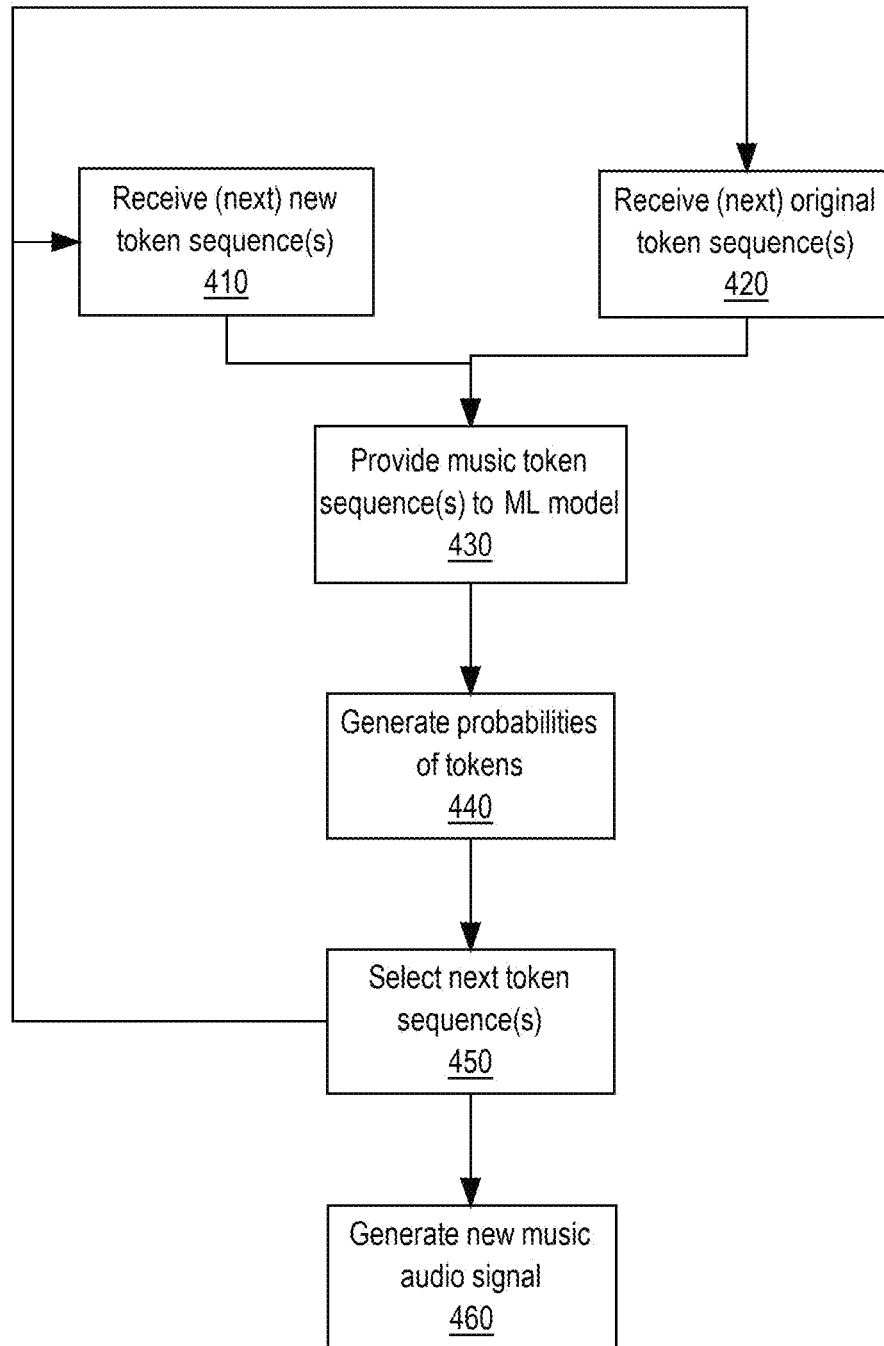 Receive (next) new
token sequence(s)
410
Receive (next) original
token sequence(s)
420
Provide music token
sequence(s) to ML model
430
Generate probabilities
of tokens
440
Select next token
sequence(s)
450
Generate new music
audio signal
460